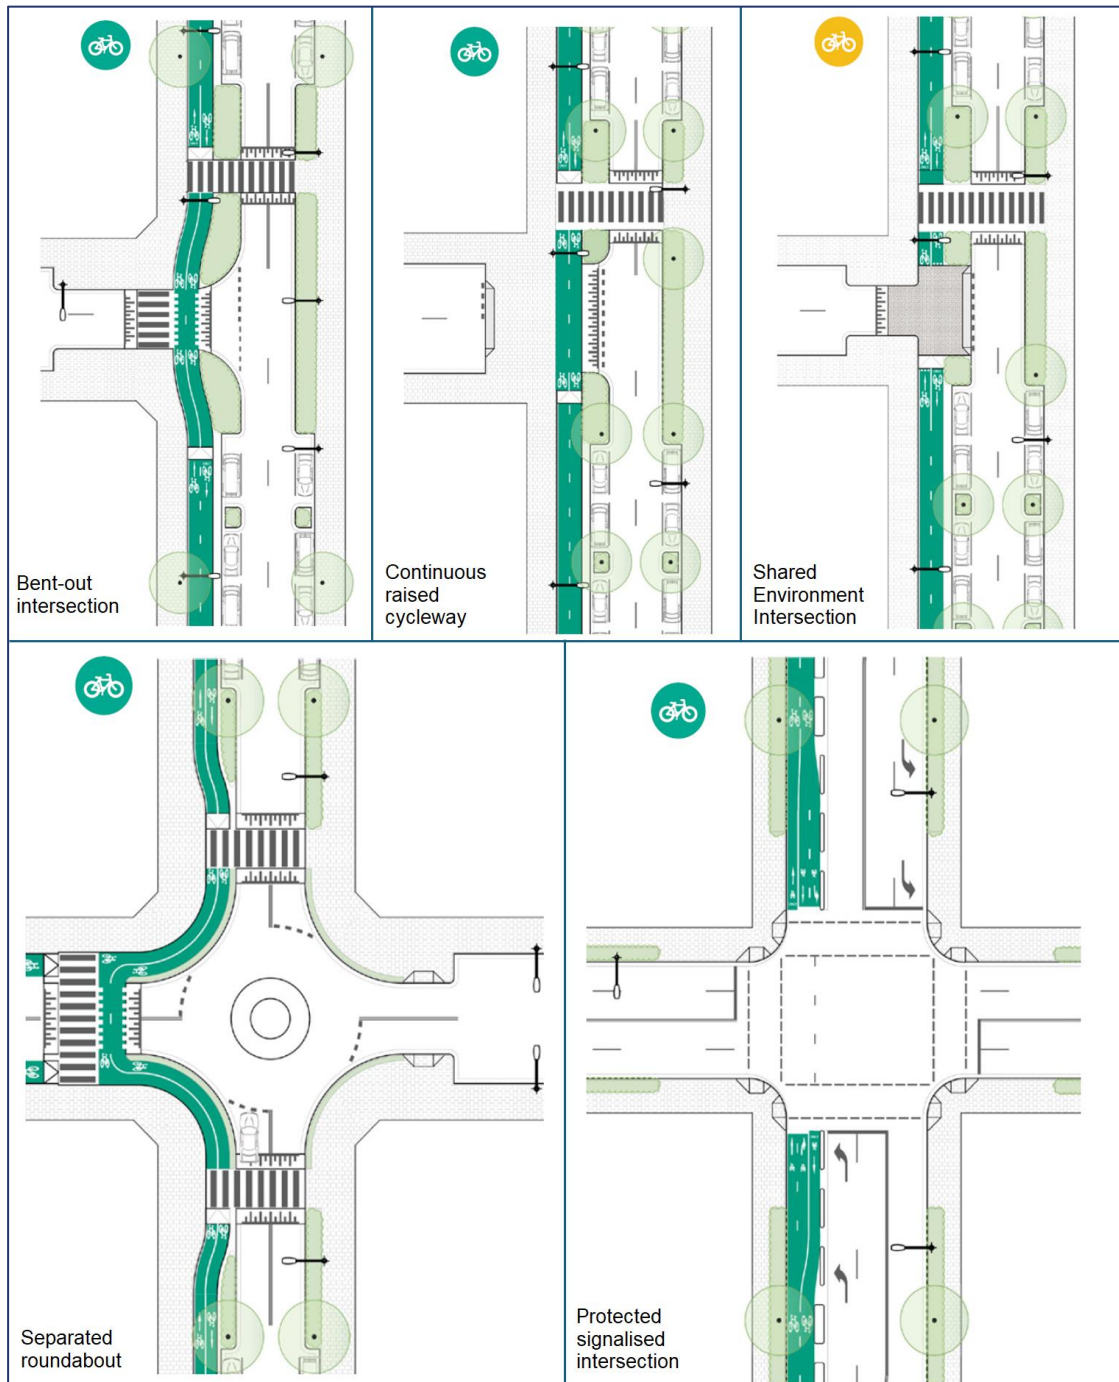 Bent-out
intersection
Continuous
raised
cycleway
Shared
Environment
Intersection
Separated
roundabout
Protected
signalised
intersection